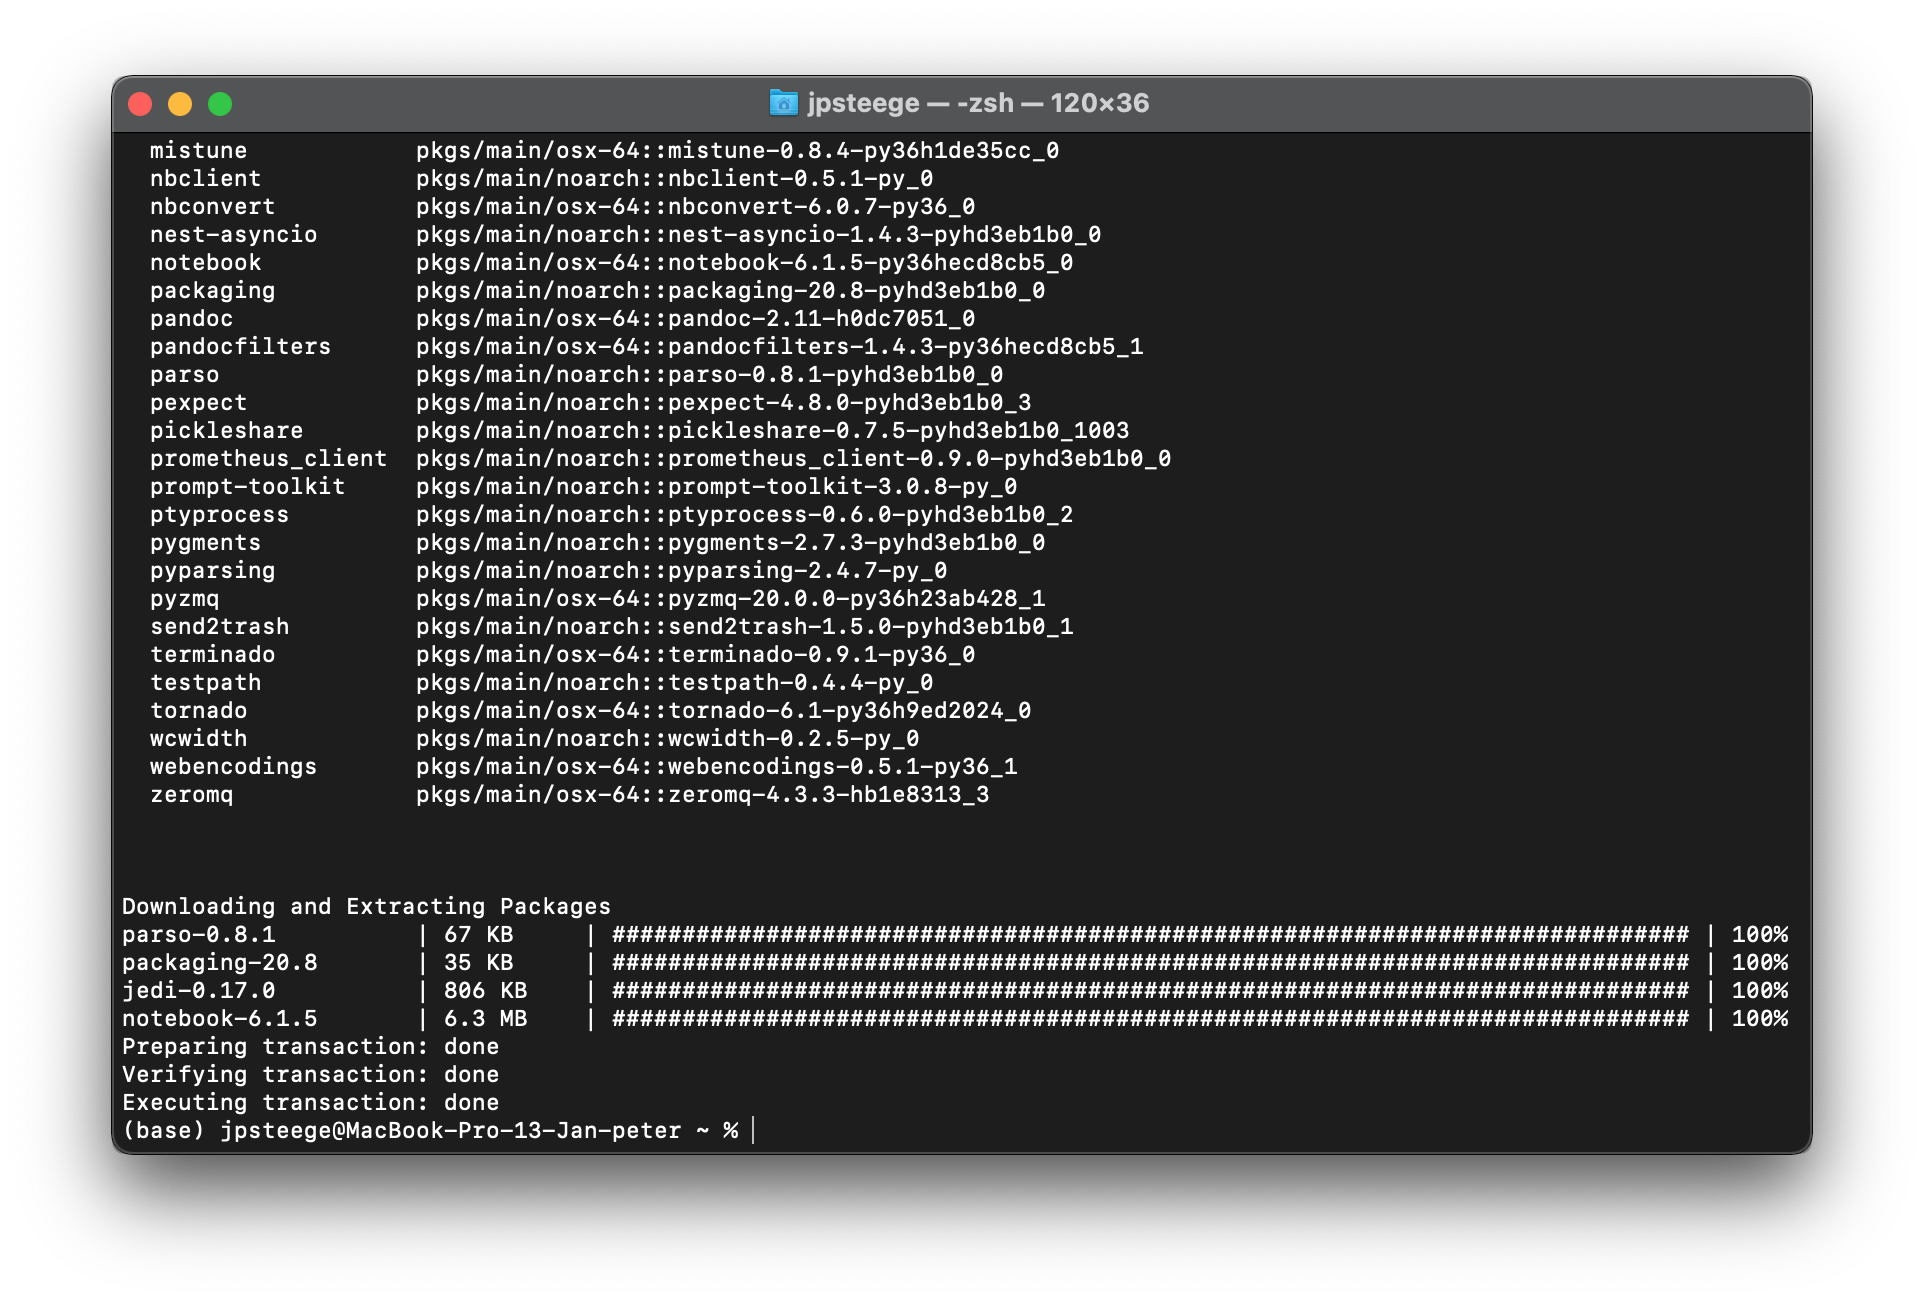 jpsteege — -zsh — 120×36
mistune            pkgs/main/osx-64::mistune-0.8.4-py36h1de35cc_0
nbclient           pkgs/main/noarch::nbclient-0.5.1-py_0
nbconvert          pkgs/main/osx-64::nbconvert-6.0.7-py36_0
nest-asyncio       pkgs/main/noarch::nest-asyncio-1.4.3-pyhd3eb1b0_0
notebook           pkgs/main/osx-64::notebook-6.1.5-py36hecd8cb5_0
packaging          pkgs/main/noarch::packaging-20.8-pyhd3eb1b0_0
pandoc             pkgs/main/osx-64::pandoc-2.11-h0dc7051_0
pandocfilters      pkgs/main/osx-64::pandocfilters-1.4.3-py36hecd8cb5_1
parso              pkgs/main/noarch::parso-0.8.1-pyhd3eb1b0_0
pexpect            pkgs/main/noarch::pexpect-4.8.0-pyhd3eb1b0_3
pickleshare        pkgs/main/noarch::pickleshare-0.7.5-pyhd3eb1b0_1003
prometheus_client  pkgs/main/noarch::prometheus_client-0.9.0-pyhd3eb1b0_0
prompt-toolkit     pkgs/main/noarch::prompt-toolkit-3.0.8-py_0
ptyprocess         pkgs/main/noarch::ptyprocess-0.6.0-pyhd3eb1b0_2
pygments           pkgs/main/noarch::pygments-2.7.3-pyhd3eb1b0_0
pyparsing          pkgs/main/noarch::pyparsing-2.4.7-py_0
pyzmq              pkgs/main/osx-64::pyzmq-20.0.0-py36h23ab428_1
send2trash         pkgs/main/noarch::send2trash-1.5.0-pyhd3eb1b0_1
terminado          pkgs/main/osx-64::terminado-0.9.1-py36_0
testpath           pkgs/main/noarch::testpath-0.4.4-py_0
tornado            pkgs/main/osx-64::tornado-6.1-py36h9ed2024_0
wcwidth            pkgs/main/noarch::wcwidth-0.2.5-py_0
webencodings       pkgs/main/osx-64::webencodings-0.5.1-py36_1
zeromq             pkgs/main/osx-64::zeromq-4.3.3-hb1e8313_3
Downloading and Extracting Packages
parso-0.8.1          | 67 KB     | ############################################################################# | 100%
packaging-20.8       | 35 KB     | ############################################################################# | 100%
jedi-0.17.0          | 806 KB    | ############################################################################# | 100%
notebook-6.1.5       | 6.3 MB    | ############################################################################# | 100%
Preparing transaction: done
Verifying transaction: done
Executing transaction: done
(base) jpsteege@MacBook-Pro-13-Jan-peter ~ %